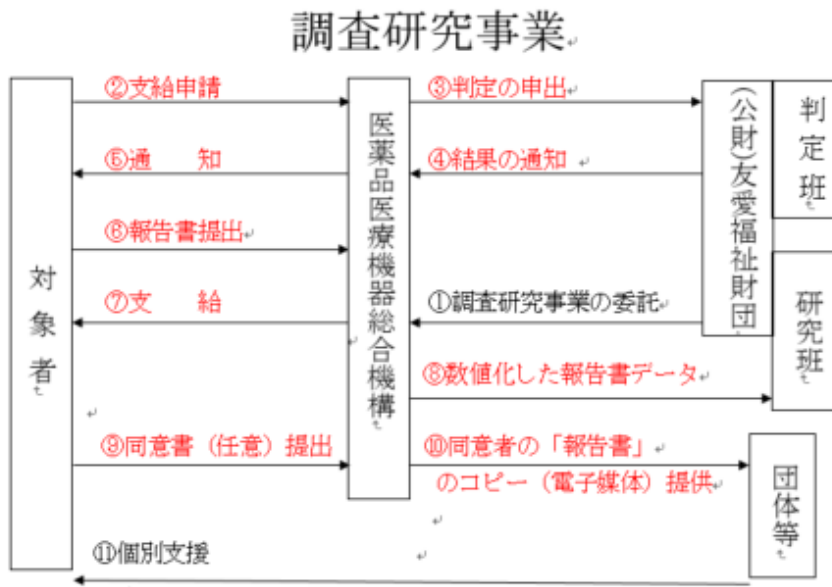 調査研究事業
②支給申請
③判定の申出
⑤通　知
④結果の通知
⑥報告書提出
⑦支　給
①調査研究事業の委託
⑧数値化した報告書データ
⑨同意書（任意）提出
⑩同意者の「報告書」
のコピー（電子媒体）提供
⑪個別支援
対象者
医薬品医療機器総合機構
(公財)友愛福祉財団
判定班
研究班
団体等